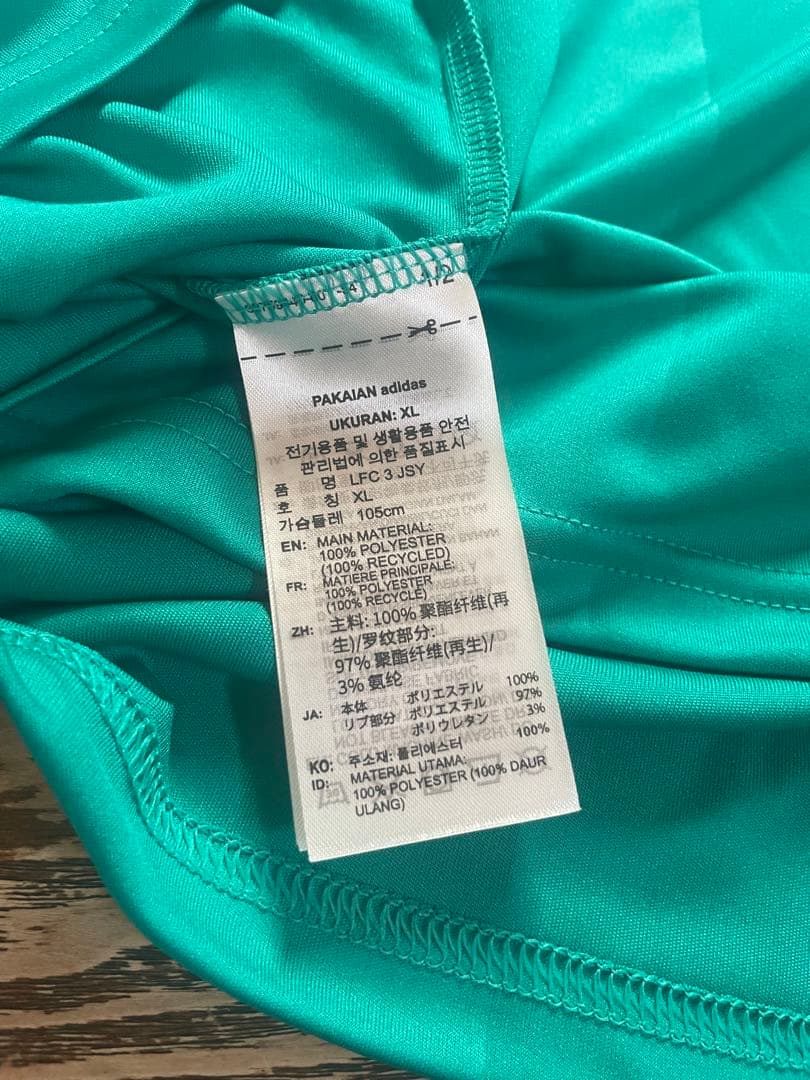 1/2
PAKAIAN adidas
UKURAN: XL
전기용품 및 생활용품 안전
관리법에 의한 품질표시
품 명 LFC 3 JSY
호 칭 XL
가슴둘레 105cm
EN: MAIN MATERIAL:
100% POLYESTER
(100% RECYCLED)
FR: MATIERE PRINCIPALE:
100% POLYESTER
(100% RECYCLÉ)
ZH: 主料: 100% 聚酯纤维(再
生)/罗纹部分:
97% 聚酯纤维(再生)/
3% 氨纶
JA: 本体 ポリエステル 100%
リブ部分 ポリエステル 97%
ポリウレタン 3%
KO: 주소재: 폴리에스터 100%
ID: MATERIAL UTAMA:
100% POLYESTER (100% DAUR
ULANG)